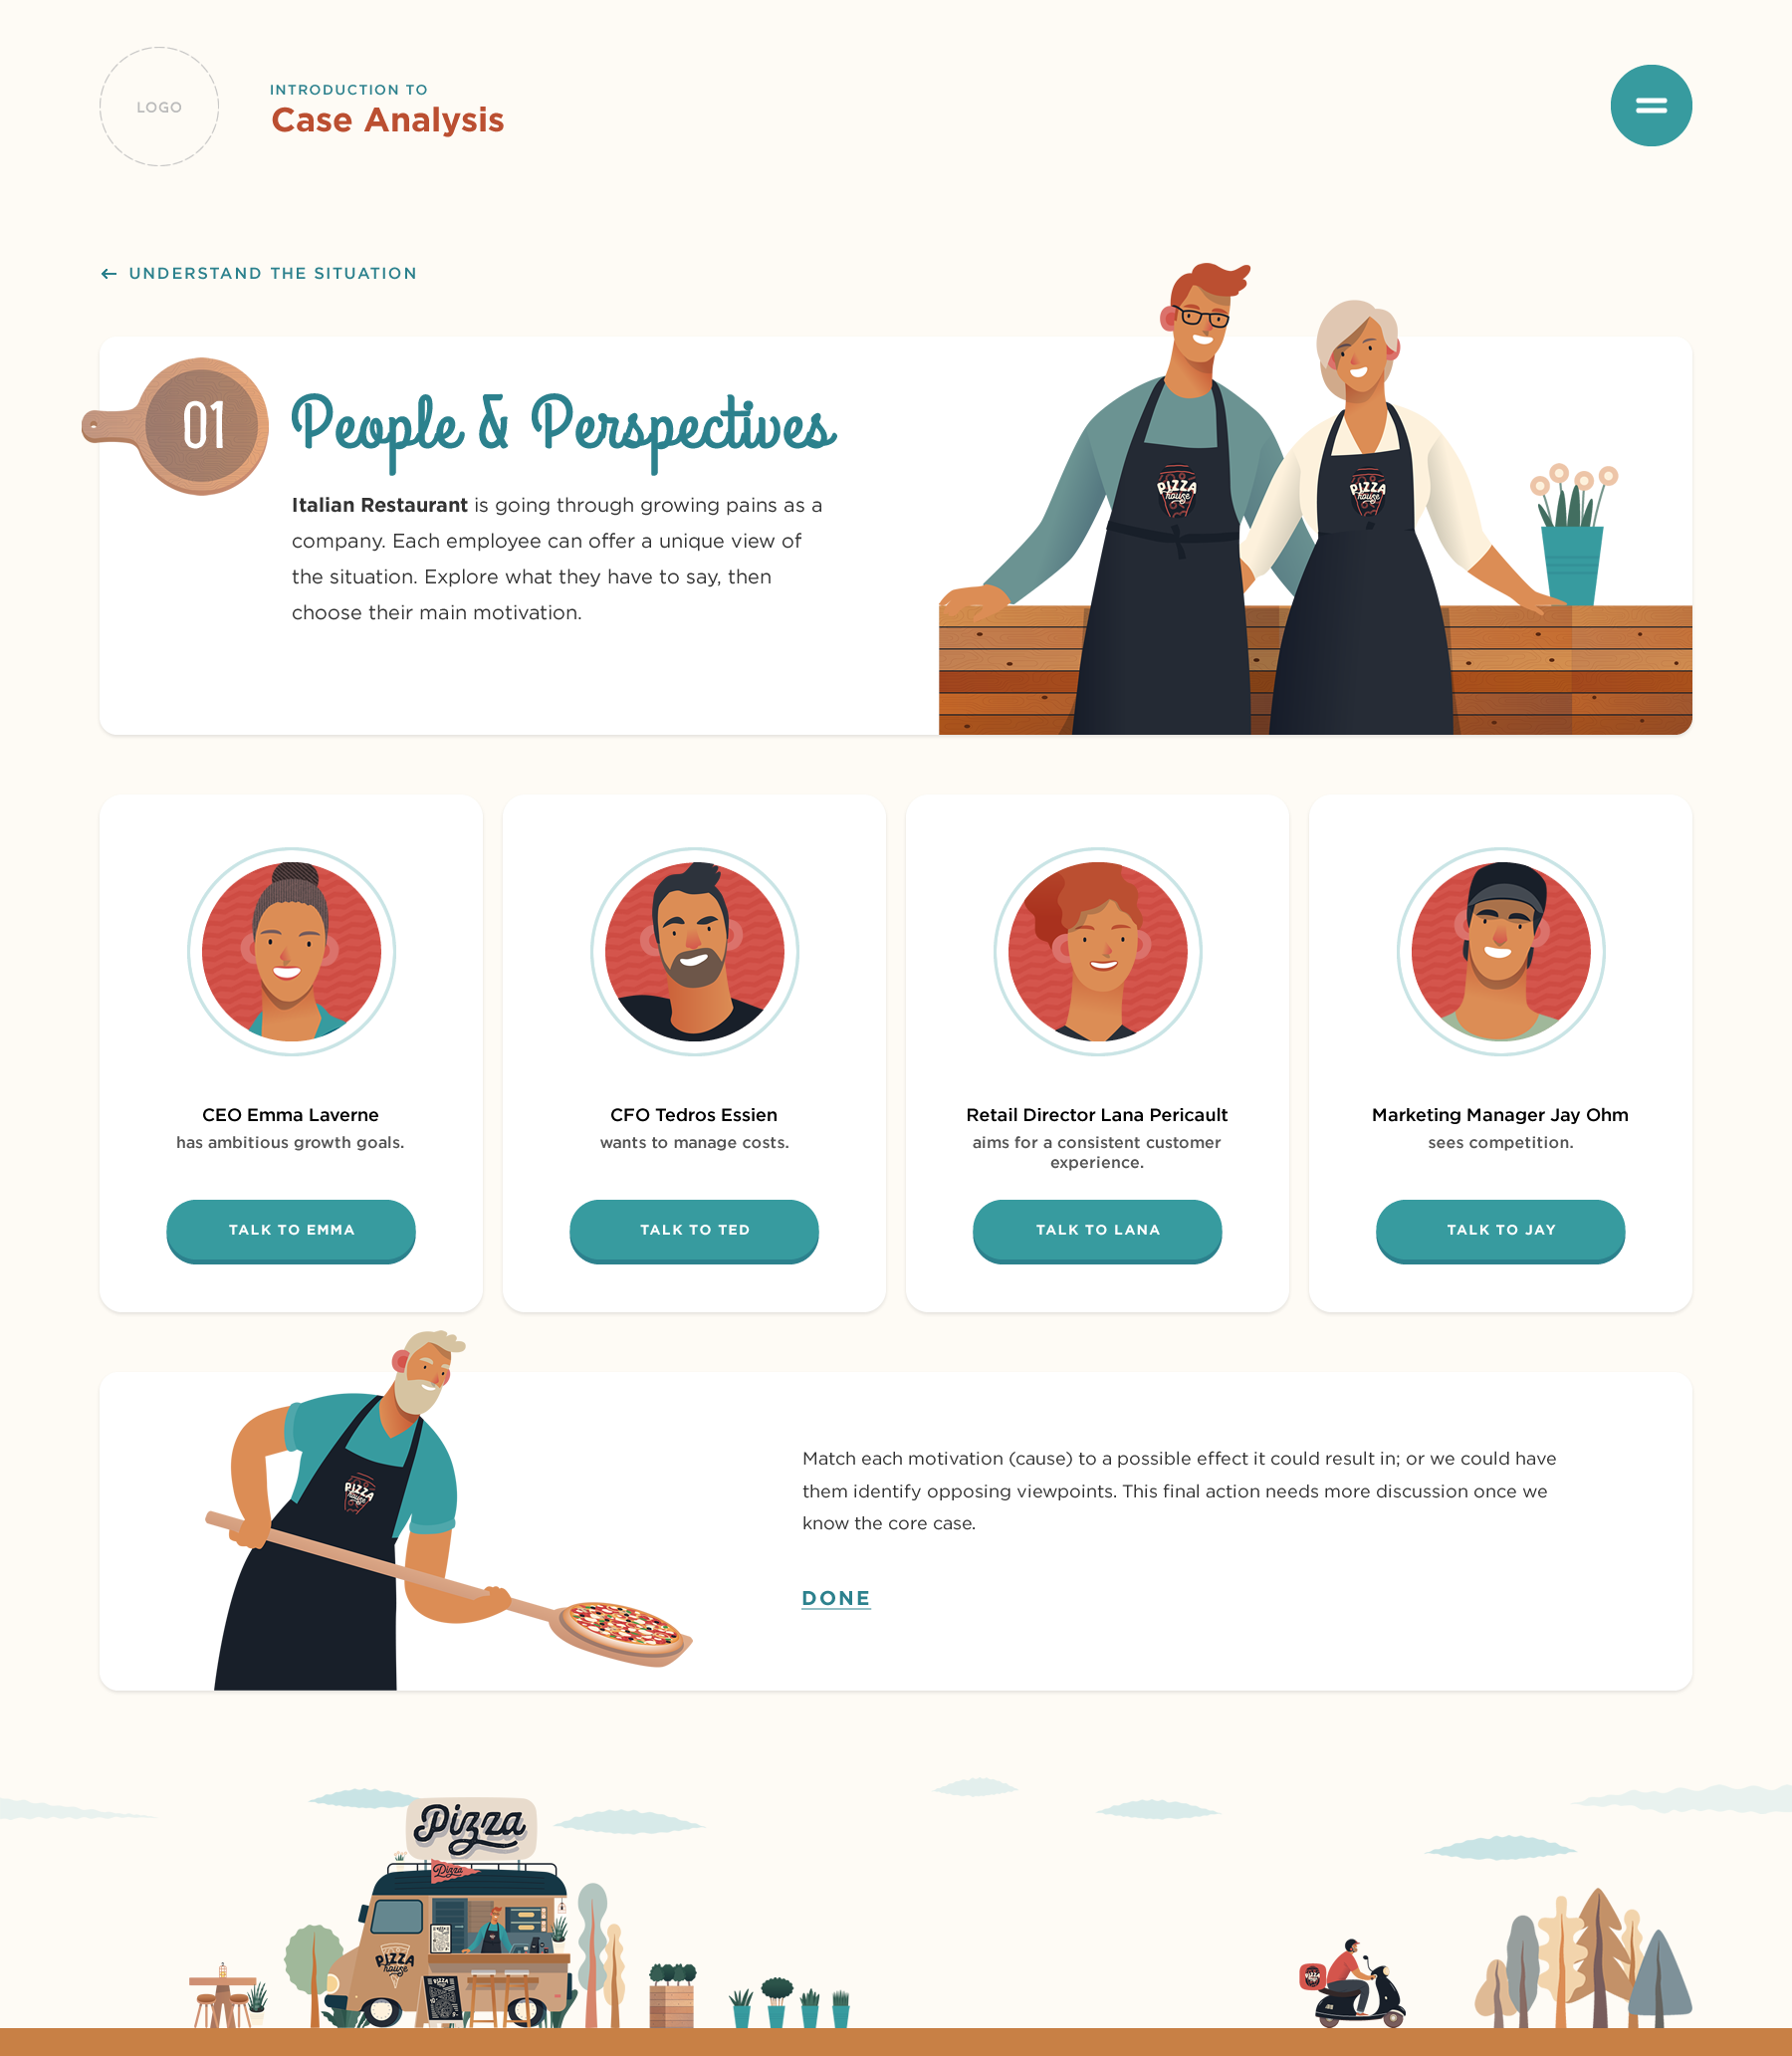 LOGO
INTRODUCTION TO
Case Analysis
← UNDERSTAND THE SITUATION
01
People & Perspectives
Italian Restaurant is going through growing pains as a
company. Each employee can offer a unique view of
the situation. Explore what they have to say, then
choose their main motivation.
PIZZA
house
PIZZA
house
CEO Emma Laverne
has ambitious growth goals.
TALK TO EMMA
CFO Tedros Essien
wants to manage costs.
TALK TO TED
Retail Director Lana Pericault
aims for a consistent customer
experience.
TALK TO LANA
Marketing Manager Jay Ohm
sees competition.
TALK TO JAY
PIZZA
house
Match each motivation (cause) to a possible effect it could result in; or we could have
them identify opposing viewpoints. This final action needs more discussion once we
know the core case.
DONE
Pizza
Pizza
PIZZA
house